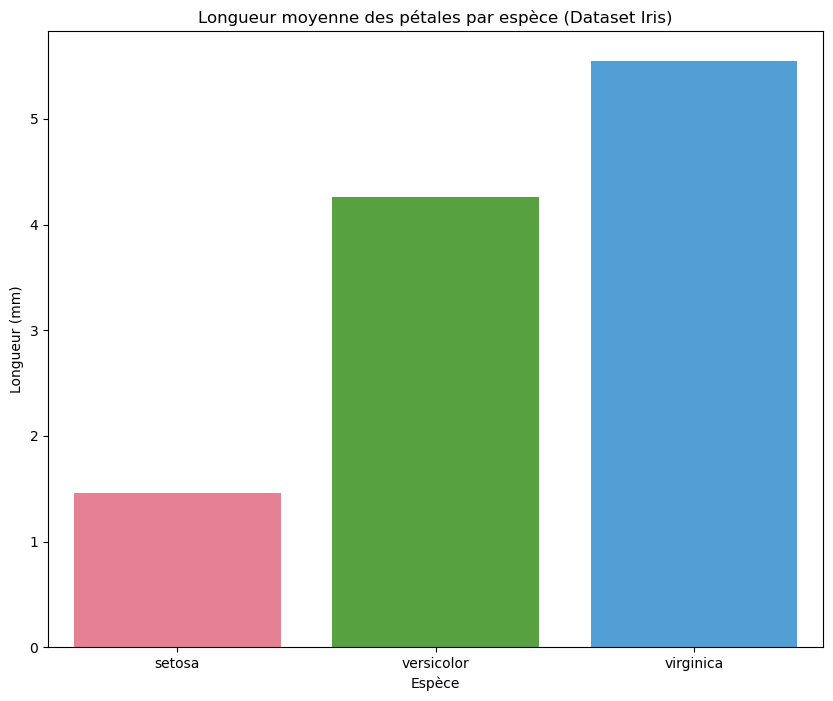 Longueur moyenne des pétales par espèce (Dataset Iris)
Longueur (mm)
5
4
3
2
1
0
setosa versicolor virginica
Espèce